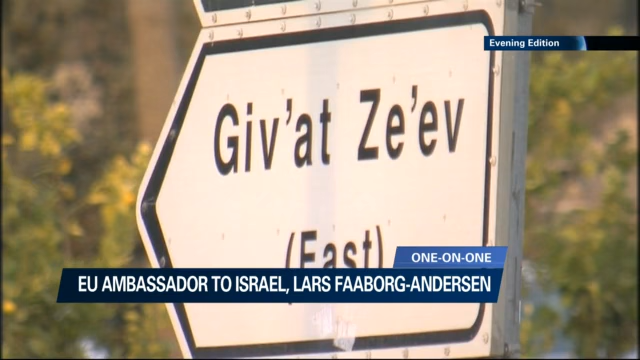 Evening Edition
Giv'at Ze'ev
(East)
ONE-ON-ONE
EU AMBASSADOR TO ISRAEL, LARS FAABORG-ANDERSEN